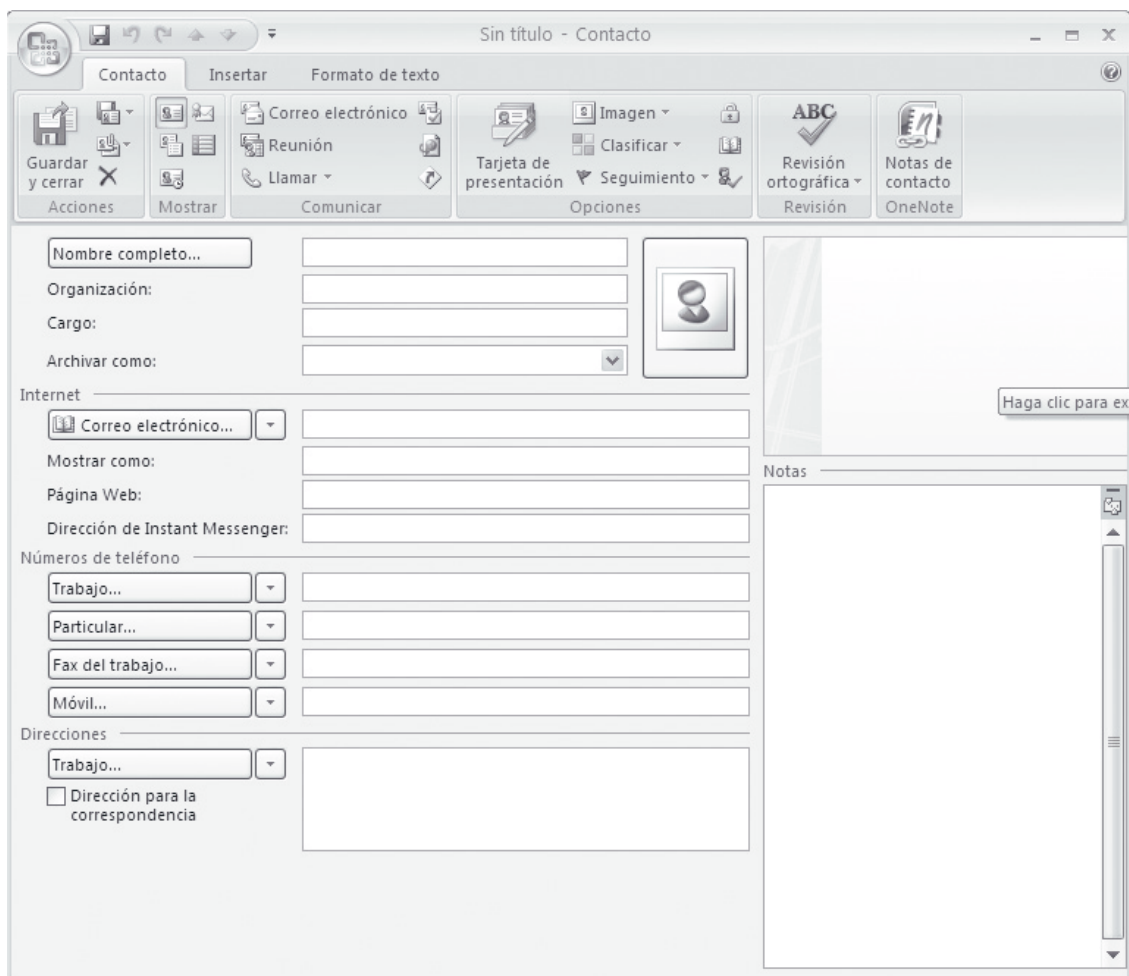 Sin título - Contacto
Contacto Insertar Formato de texto
Guardar y cerrar
Acciones
Mostrar
Correo electrónico
Reunión
Llamar
Comunicar
Tarjeta de presentación
Imagen
Clasificar
Seguimiento
Opciones
ABC
Revisión ortográfica
Revisión
Notas de contacto
OneNote
Nombre completo...
Organización:
Cargo:
Archivar como:
Internet
Correo electrónico...
Mostrar como:
Página Web:
Dirección de Instant Messenger:
Números de teléfono
Trabajo...
Particular...
Fax del trabajo...
Móvil...
Direcciones
Trabajo...
Dirección para la
correspondencia
Haga clic para ex
Notas